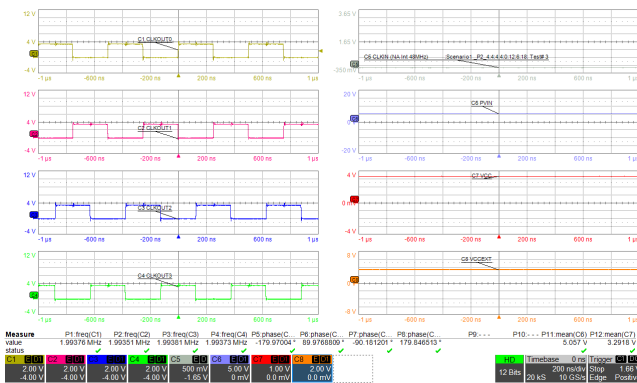 12 V
4 V
-4 V
C1 CLKOUT0
C1
-1 µs -600 ns -200 ns 200 ns 600 ns 1 µs
2.65 V
1.65 V
-350 mV
C5 CLKIN (NA Int 48MHz) Scenario1 _P2_4:4:4:4:0:12:6:18: Test# 3
-1 µs -600 ns -200 ns 200 ns 600 ns 1 µs
12 V
4 V
-4 V
C2 CLKOUT1
-1 µs -600 ns -200 ns 200 ns 600 ns 1 µs
20 V
-20 V
C6 PVIN
-1 µs -600 ns -200 ns 200 ns 600 ns 1 µs
12 V
4 V
-4 V
C3 CLKOUT2
-1 µs -600 ns -200 ns 200 ns 600 ns 1 µs
4 V
0 mV
-4 V
C7 VCC
-1 µs -600 ns -200 ns 200 ns 600 ns 1 µs
12 V
4 V
-4 V
C4 CLKOUT3
-1 µs -600 ns -200 ns 200 ns 600 ns 1 µs
8 V
-8 V
C8 VCCEXT
-1 µs -600 ns -200 ns 200 ns 600 ns 1 µs
Measure P1:freq(C1) P2:freq(C2) P3:freq(C3) P4:freq(C4) P5:phase(C... P6:phase(C... P7:phase(C... P8:phase(C... P9:- - - P10:- - - P11:mean(C6) P12:mean(C7)
value 1.99376 MHz 1.99351 MHz 1.99381 MHz 1.99373 MHz -179.97004 ° 89.9768809 ° -90.181201 ° 179.846513 ° 5.057 V 3.2918 V
status
C1 C2 C3 C4 C5 C6 C7 C8 HD Timebase 0 ns Trigger C1
2.00 V 2.00 V 2.00 V 2.00 V 500 mV 5.00 V 1.00 V 2.00 V 12 Bits 200 ns/div Stop 1.66
-4.00 V -4.00 V -4.00 V -4.00 V -1.65 V 0 mV 0.0 mV 0.0 mV 20 kS 10 GS/s Edge Positiv